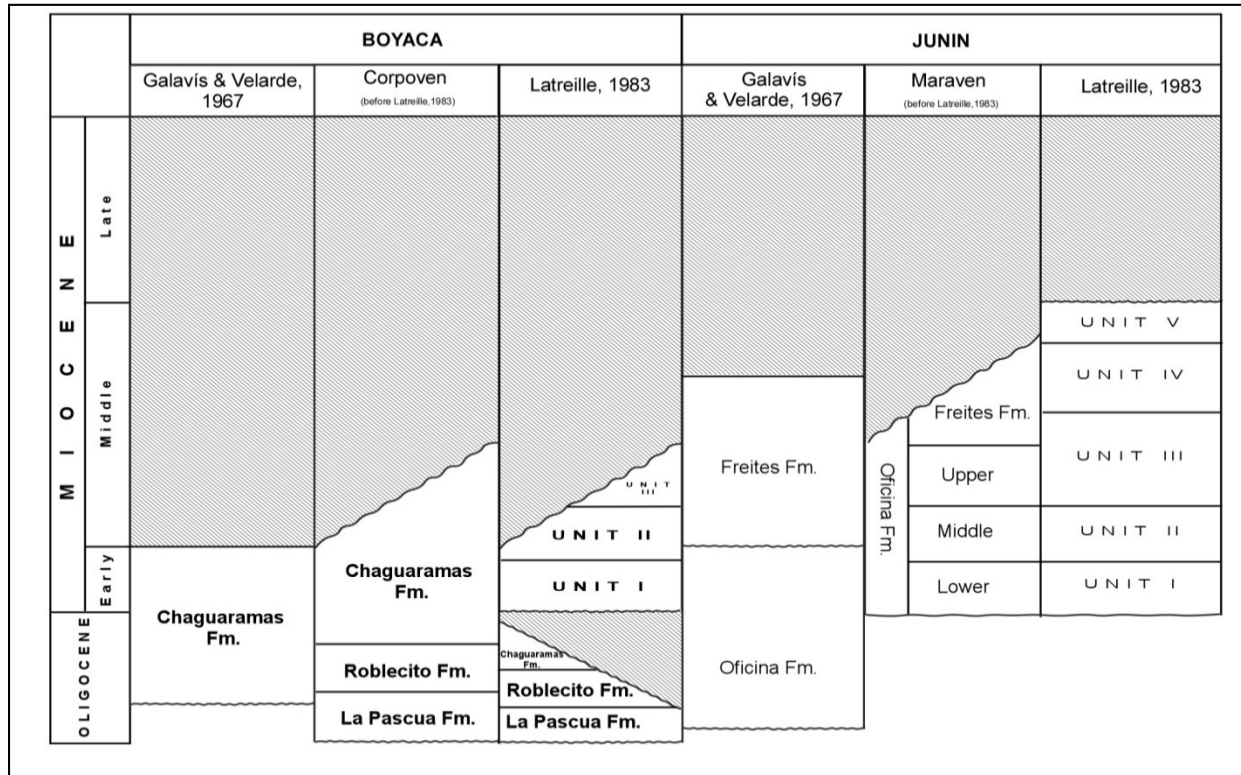 BOYACA
JUNIN
Galavís & Velarde,
1967
Corpoven
(before Latreille,1983)
Latreille, 1983
Galavís
& Velarde, 1967
Maraven
(before Latreille,1983)
Latreille, 1983
MIOCENE
Late
Middle
Early
OLIGOCENE
Chaguaramas
Fm.
Chaguaramas
Fm.
Roblecito Fm.
La Pascua Fm.
UNIT
III
UNIT II
UNIT I
Chaguaramas
Fm.
Roblecito Fm.
La Pascua Fm.
Freites Fm.
Oficina Fm.
Oficina Fm.
Freites Fm.
Upper
Middle
Lower
UNIT V
UNIT IV
UNIT III
UNIT II
UNIT I